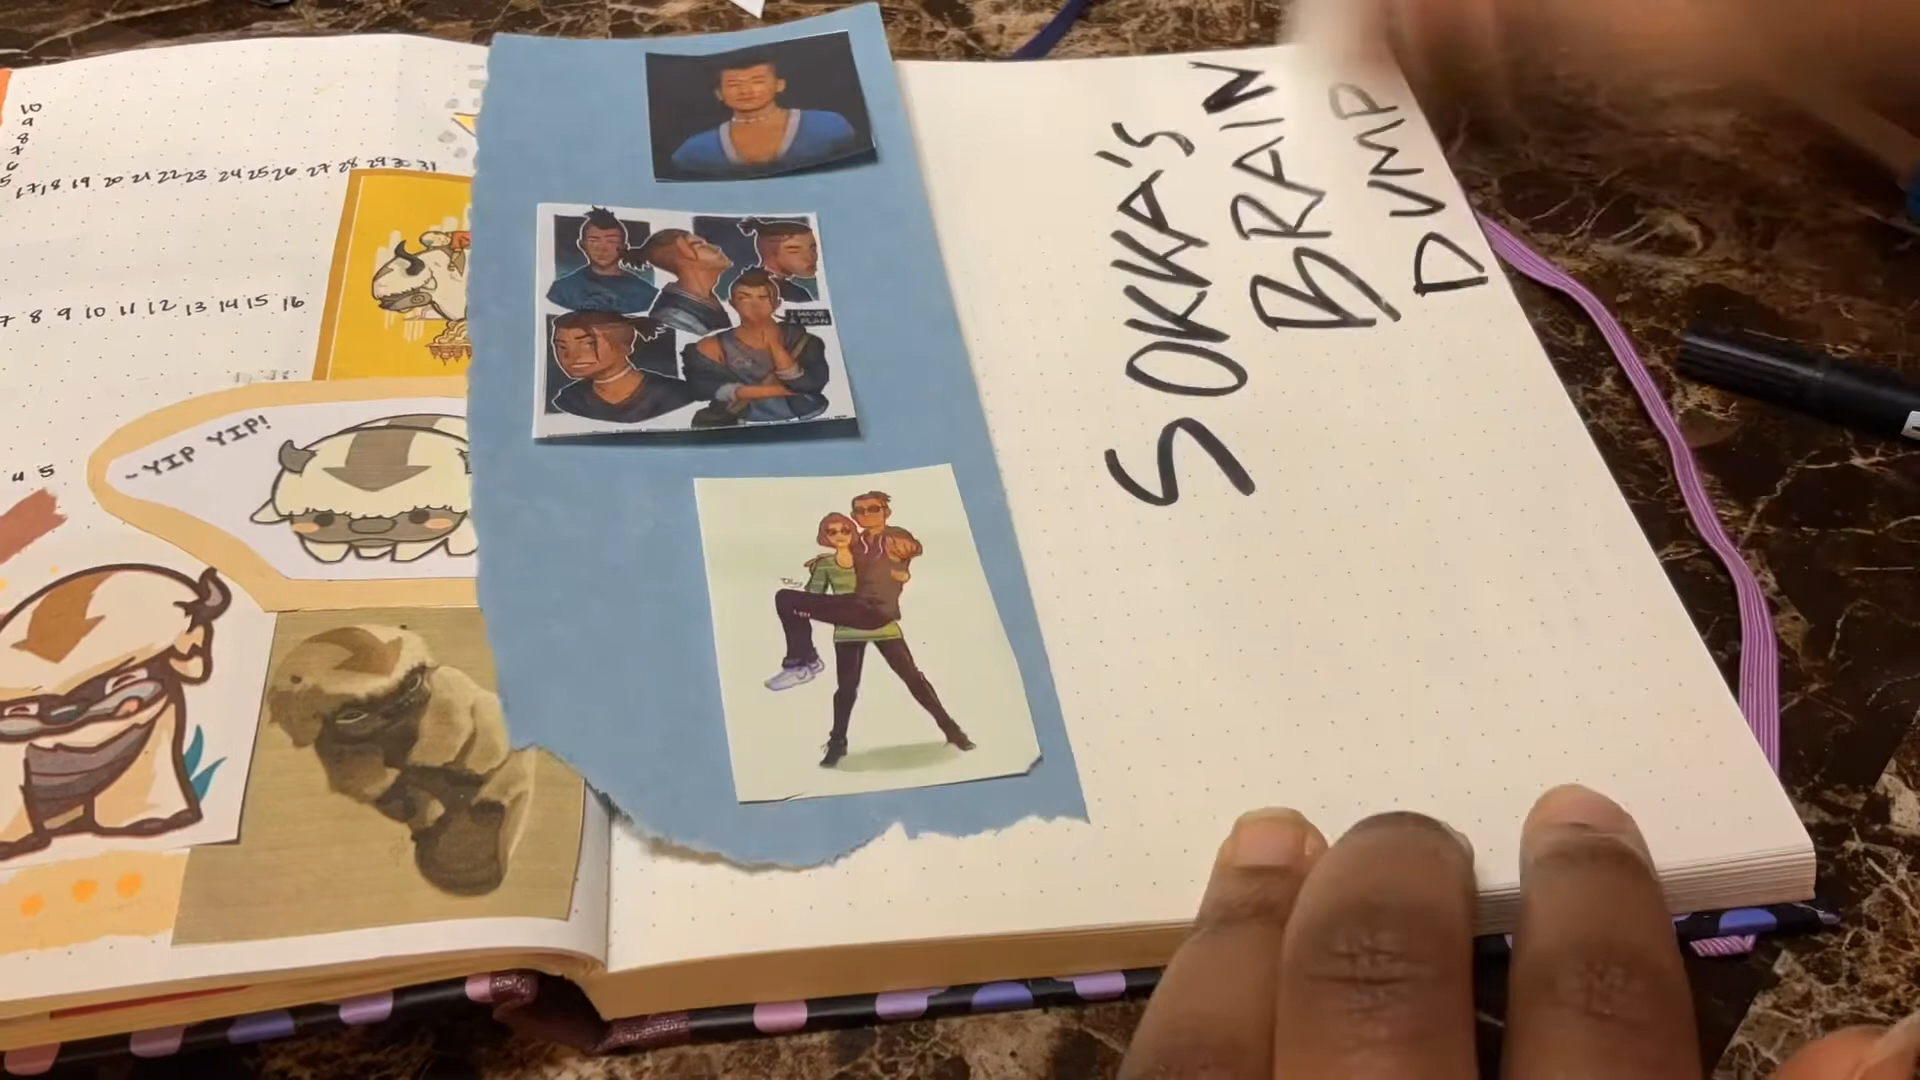 10
9
8
7
6
5
17 18 19 20 21 22 23 24 25 26 27 28 29 30 31
7 8 9 10 11 12 13 14 15 16
~YIP YIP!
4 5
I HAVE
A PLAN
SOKKA'S
BRAIN
DUMP